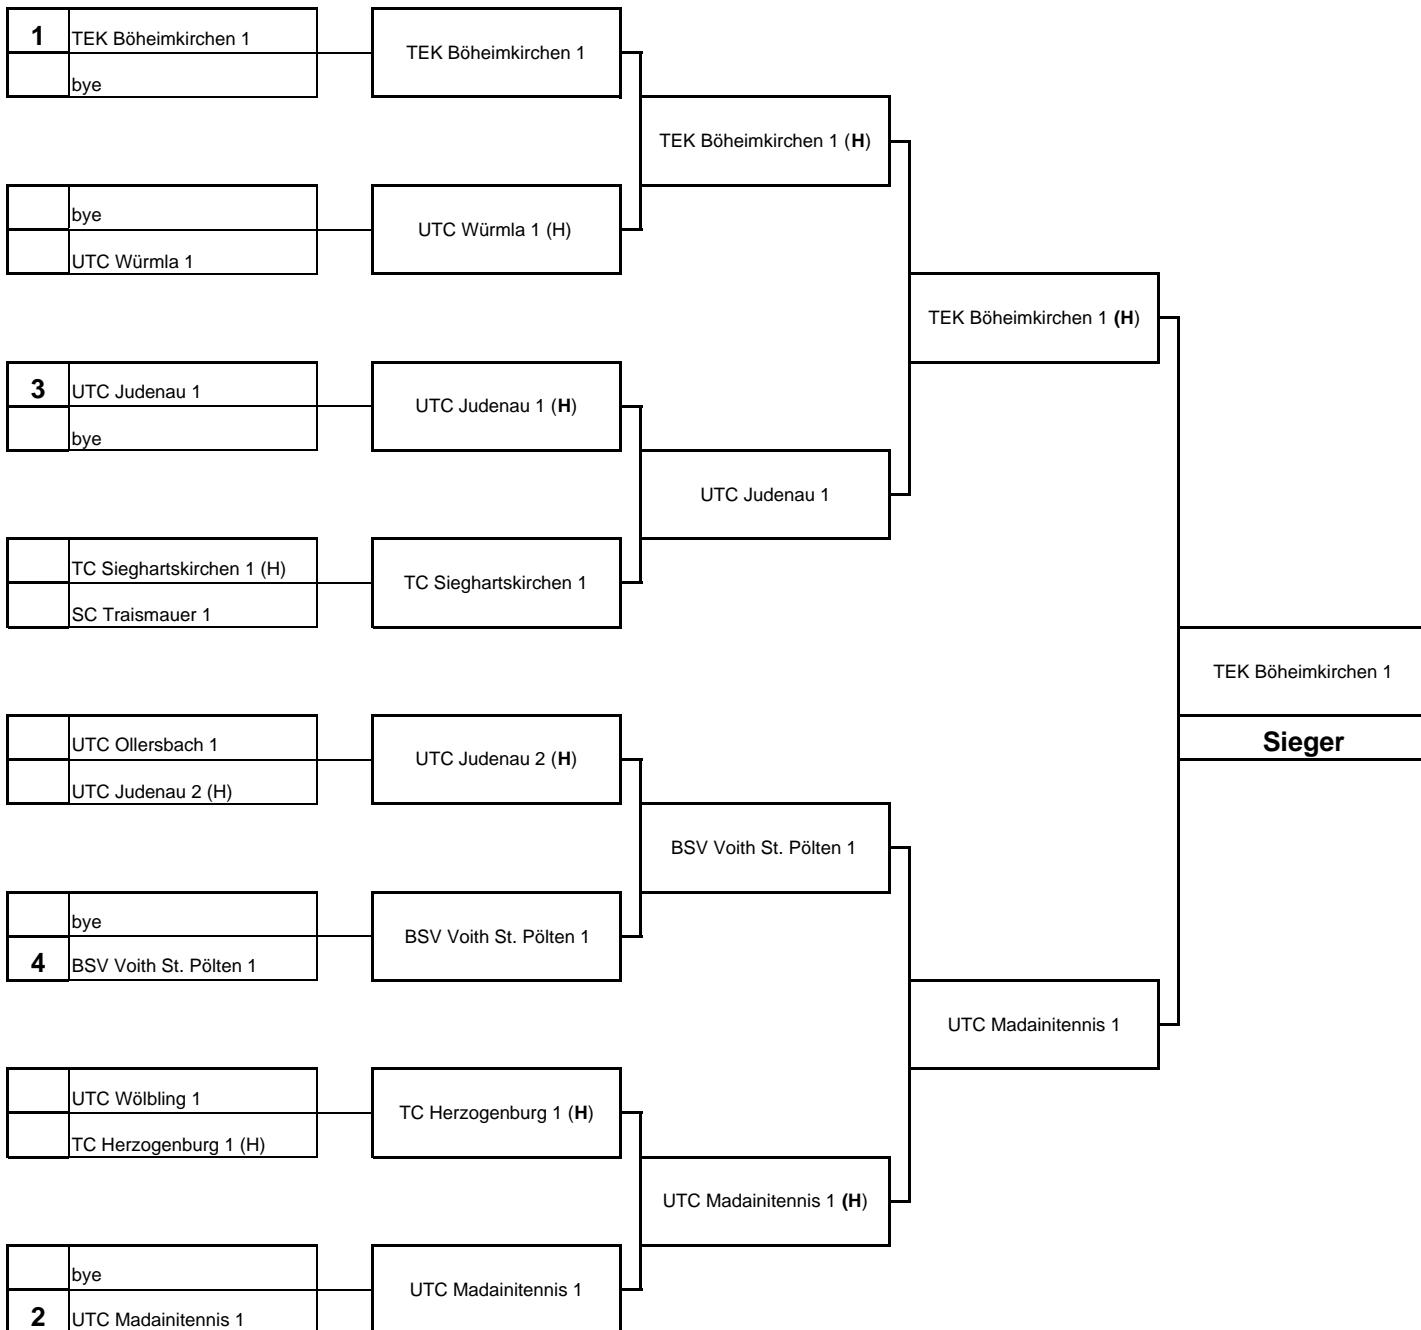 1 TEK Böheimkirchen 1
bye
bye
UTC Würmla 1
3 UTC Judenau 1
bye
TC Sieghartskirchen 1 (H)
SC Traismauer 1
UTC Ollersbach 1
UTC Judenau 2 (H)
bye
4 BSV Voith St. Pölten 1
UTC Wölbling 1
TC Herzogenburg 1 (H)
bye
2 UTC Madainitennis 1
TEK Böheimkirchen 1
UTC Würmla 1 (H)
UTC Judenau 1 (H)
TC Sieghartskirchen 1
UTC Judenau 2 (H)
BSV Voith St. Pölten 1
TC Herzogenburg 1 (H)
UTC Madainitennis 1
TEK Böheimkirchen 1 (H)
UTC Judenau 1
BSV Voith St. Pölten 1
UTC Madainitennis 1 (H)
TEK Böheimkirchen 1 (H)
UTC Madainitennis 1
TEK Böheimkirchen 1
Sieger